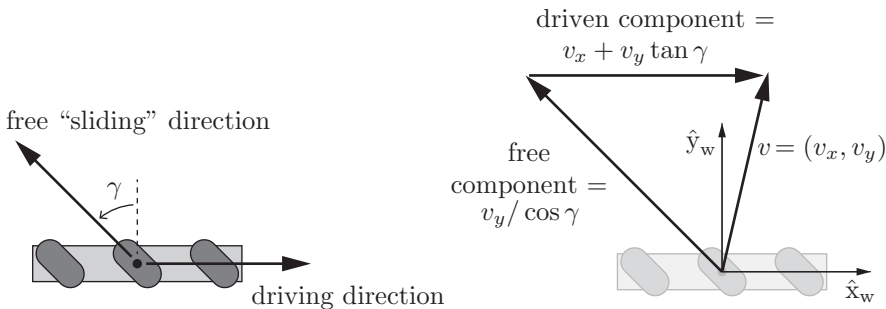 free “sliding” direction
γ
driving direction
driven component =
v_x + v_y tan γ
free
component =
v_y / cos γ
ŷ_w
v = (v_x, v_y)
x̂_w